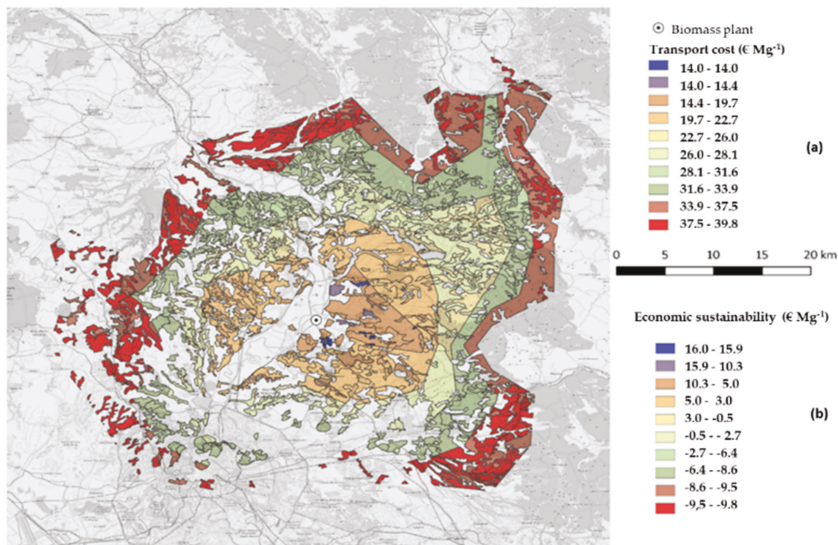 Biomass plant
Transport cost (€ Mg⁻¹)
14.0 - 14.0
14.0 - 14.4
14.4 - 19.7
19.7 - 22.7
22.7 - 26.0
26.0 - 28.1
28.1 - 31.6
31.6 - 33.9
33.9 - 37.5
37.5 - 39.8
(a)
0 5 10 15 20 km
Economic sustainability (€ Mg⁻¹)
16.0 - 15.9
15.9 - 10.3
10.3 - 5.0
5.0 - 3.0
3.0 - -0.5
-0.5 - - 2.7
-2.7 - -6.4
-6.4 - -8.6
-8.6 - -9.5
-9,5 - -9.8
(b)